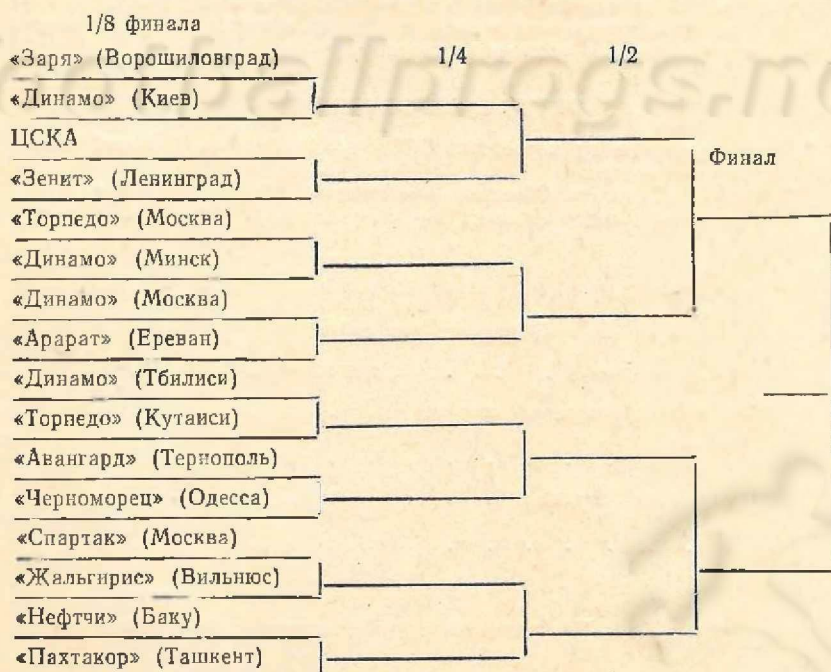 1/8 финала
«Заря» (Ворошиловград)
1/4
1/2
«Динамо» (Киев)
ЦСКА
Финал
«Зенит» (Ленинград)
«Торпедо» (Москва)
«Динамо» (Минск)
«Динамо» (Москва)
«Арарат» (Ереван)
«Динамо» (Тбилиси)
«Торпедо» (Кутаиси)
«Авангард» (Тернополь)
«Черноморец» (Одесса)
«Спартак» (Москва)
«Жальгирис» (Вильнюс)
«Нефтчи» (Баку)
«Пахтакор» (Ташкент)